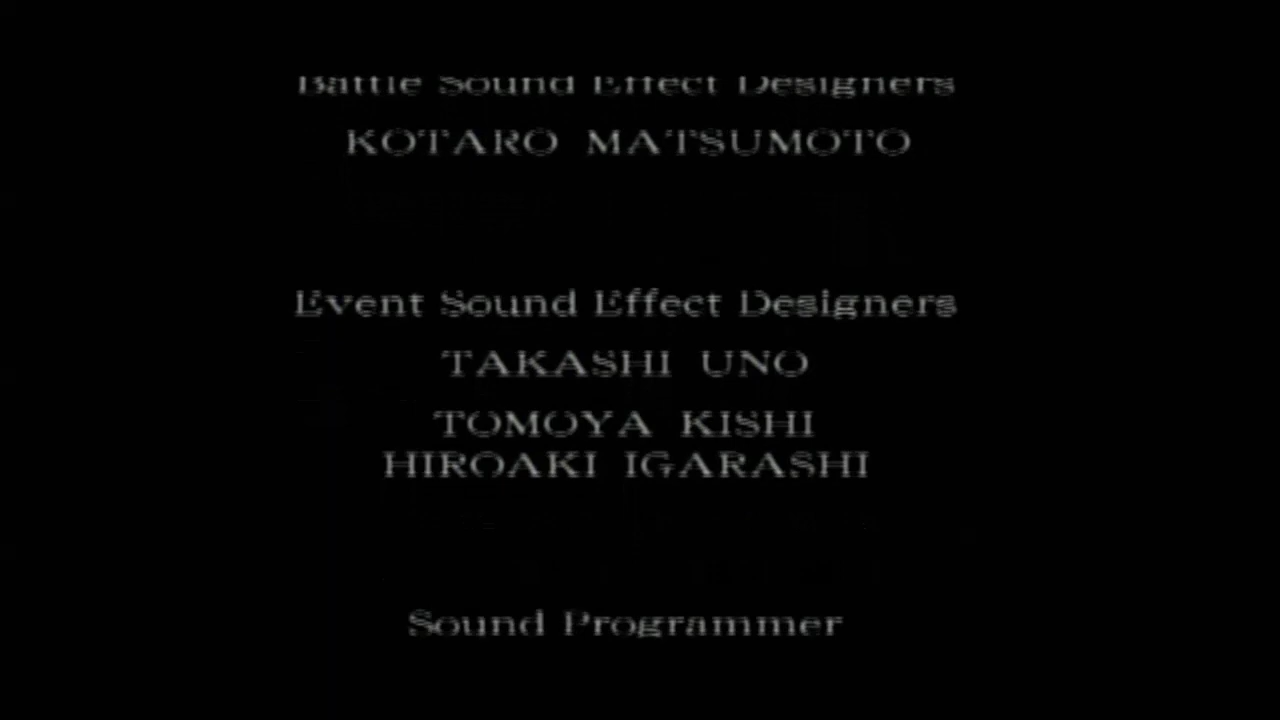 Battle Sound Effect Designers
KOTARO MATSUMOTO
Event Sound Effect Designers
TAKASHI UNO
TOMOYA KISHI
HIROAKI IGARASHI
Sound Programmer